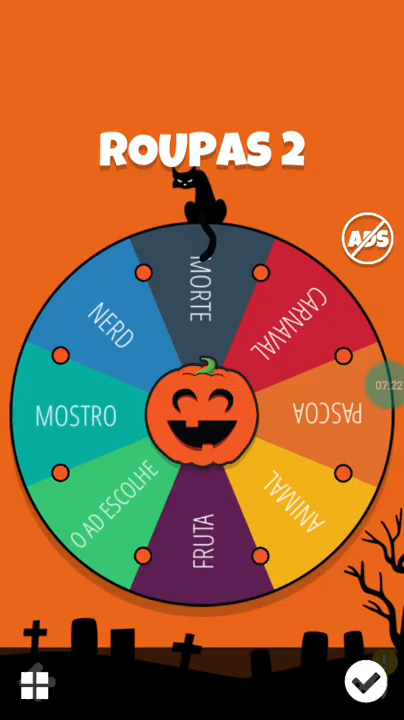 ROUPAS 2
ADS
MORTE
CARNAVAL
PASCOA
ANIMAL
FRUTA
O AD ESCOLHE
MOSTRO
NERD
07:22